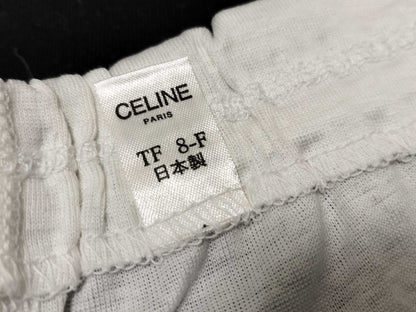 CELINE
PARIS
TF 8-F
日本製